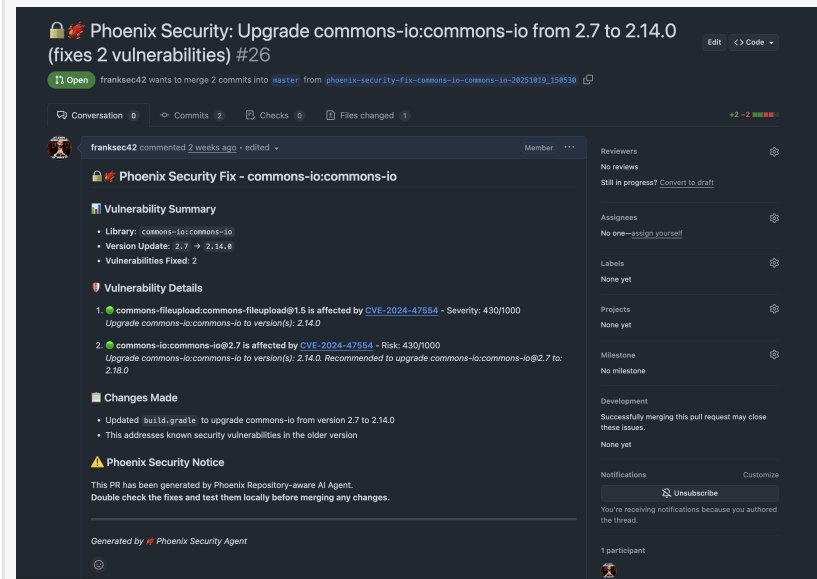 🔒 Phoenix Security: Upgrade commons-io:commons-io from 2.7 to 2.14.0
(fixes 2 vulnerabilities) #26
Edit
<> Code
Open
franksec42 wants to merge 2 commits into master from phoenix-security-fix-commons-io-commons-io-20251019_150530
Conversation 0
Commits 2
Checks 0
Files changed 1
+2 −2
franksec42 commented 2 weeks ago • edited
Member
Phoenix Security Fix - commons-io:commons-io
Vulnerability Summary
• Library: commons-io:commons-io
• Version Update: 2.7 → 2.14.0
• Vulnerabilities Fixed: 2
Vulnerability Details
1. commons-fileupload:commons-fileupload@1.5 is affected by CVE-2024-47554 - Severity: 430/1000
Upgrade commons-io:commons-io to version(s): 2.14.0
2. commons-io:commons-io@2.7 is affected by CVE-2024-47554 - Risk: 430/1000
Upgrade commons-io:commons-io to version(s): 2.14.0. Recommended to upgrade commons-io:commons-io@2.7 to:
2.18.0
Changes Made
• Updated build.gradle to upgrade commons-io from version 2.7 to 2.14.0
• This addresses known security vulnerabilities in the older version
Phoenix Security Notice
This PR has been generated by Phoenix Repository-aware AI Agent.
Double check the fixes and test them locally before merging any changes.
Generated by Phoenix Security Agent
Reviewers
No reviews
Still in progress? Convert to draft
Assignees
No one—assign yourself
Labels
None yet
Projects
None yet
Milestone
No milestone
Development
Successfully merging this pull request may close
these issues.
None yet
Notifications
Customize
Unsubscribe
You're receiving notifications because you authored
the thread.
1 participant